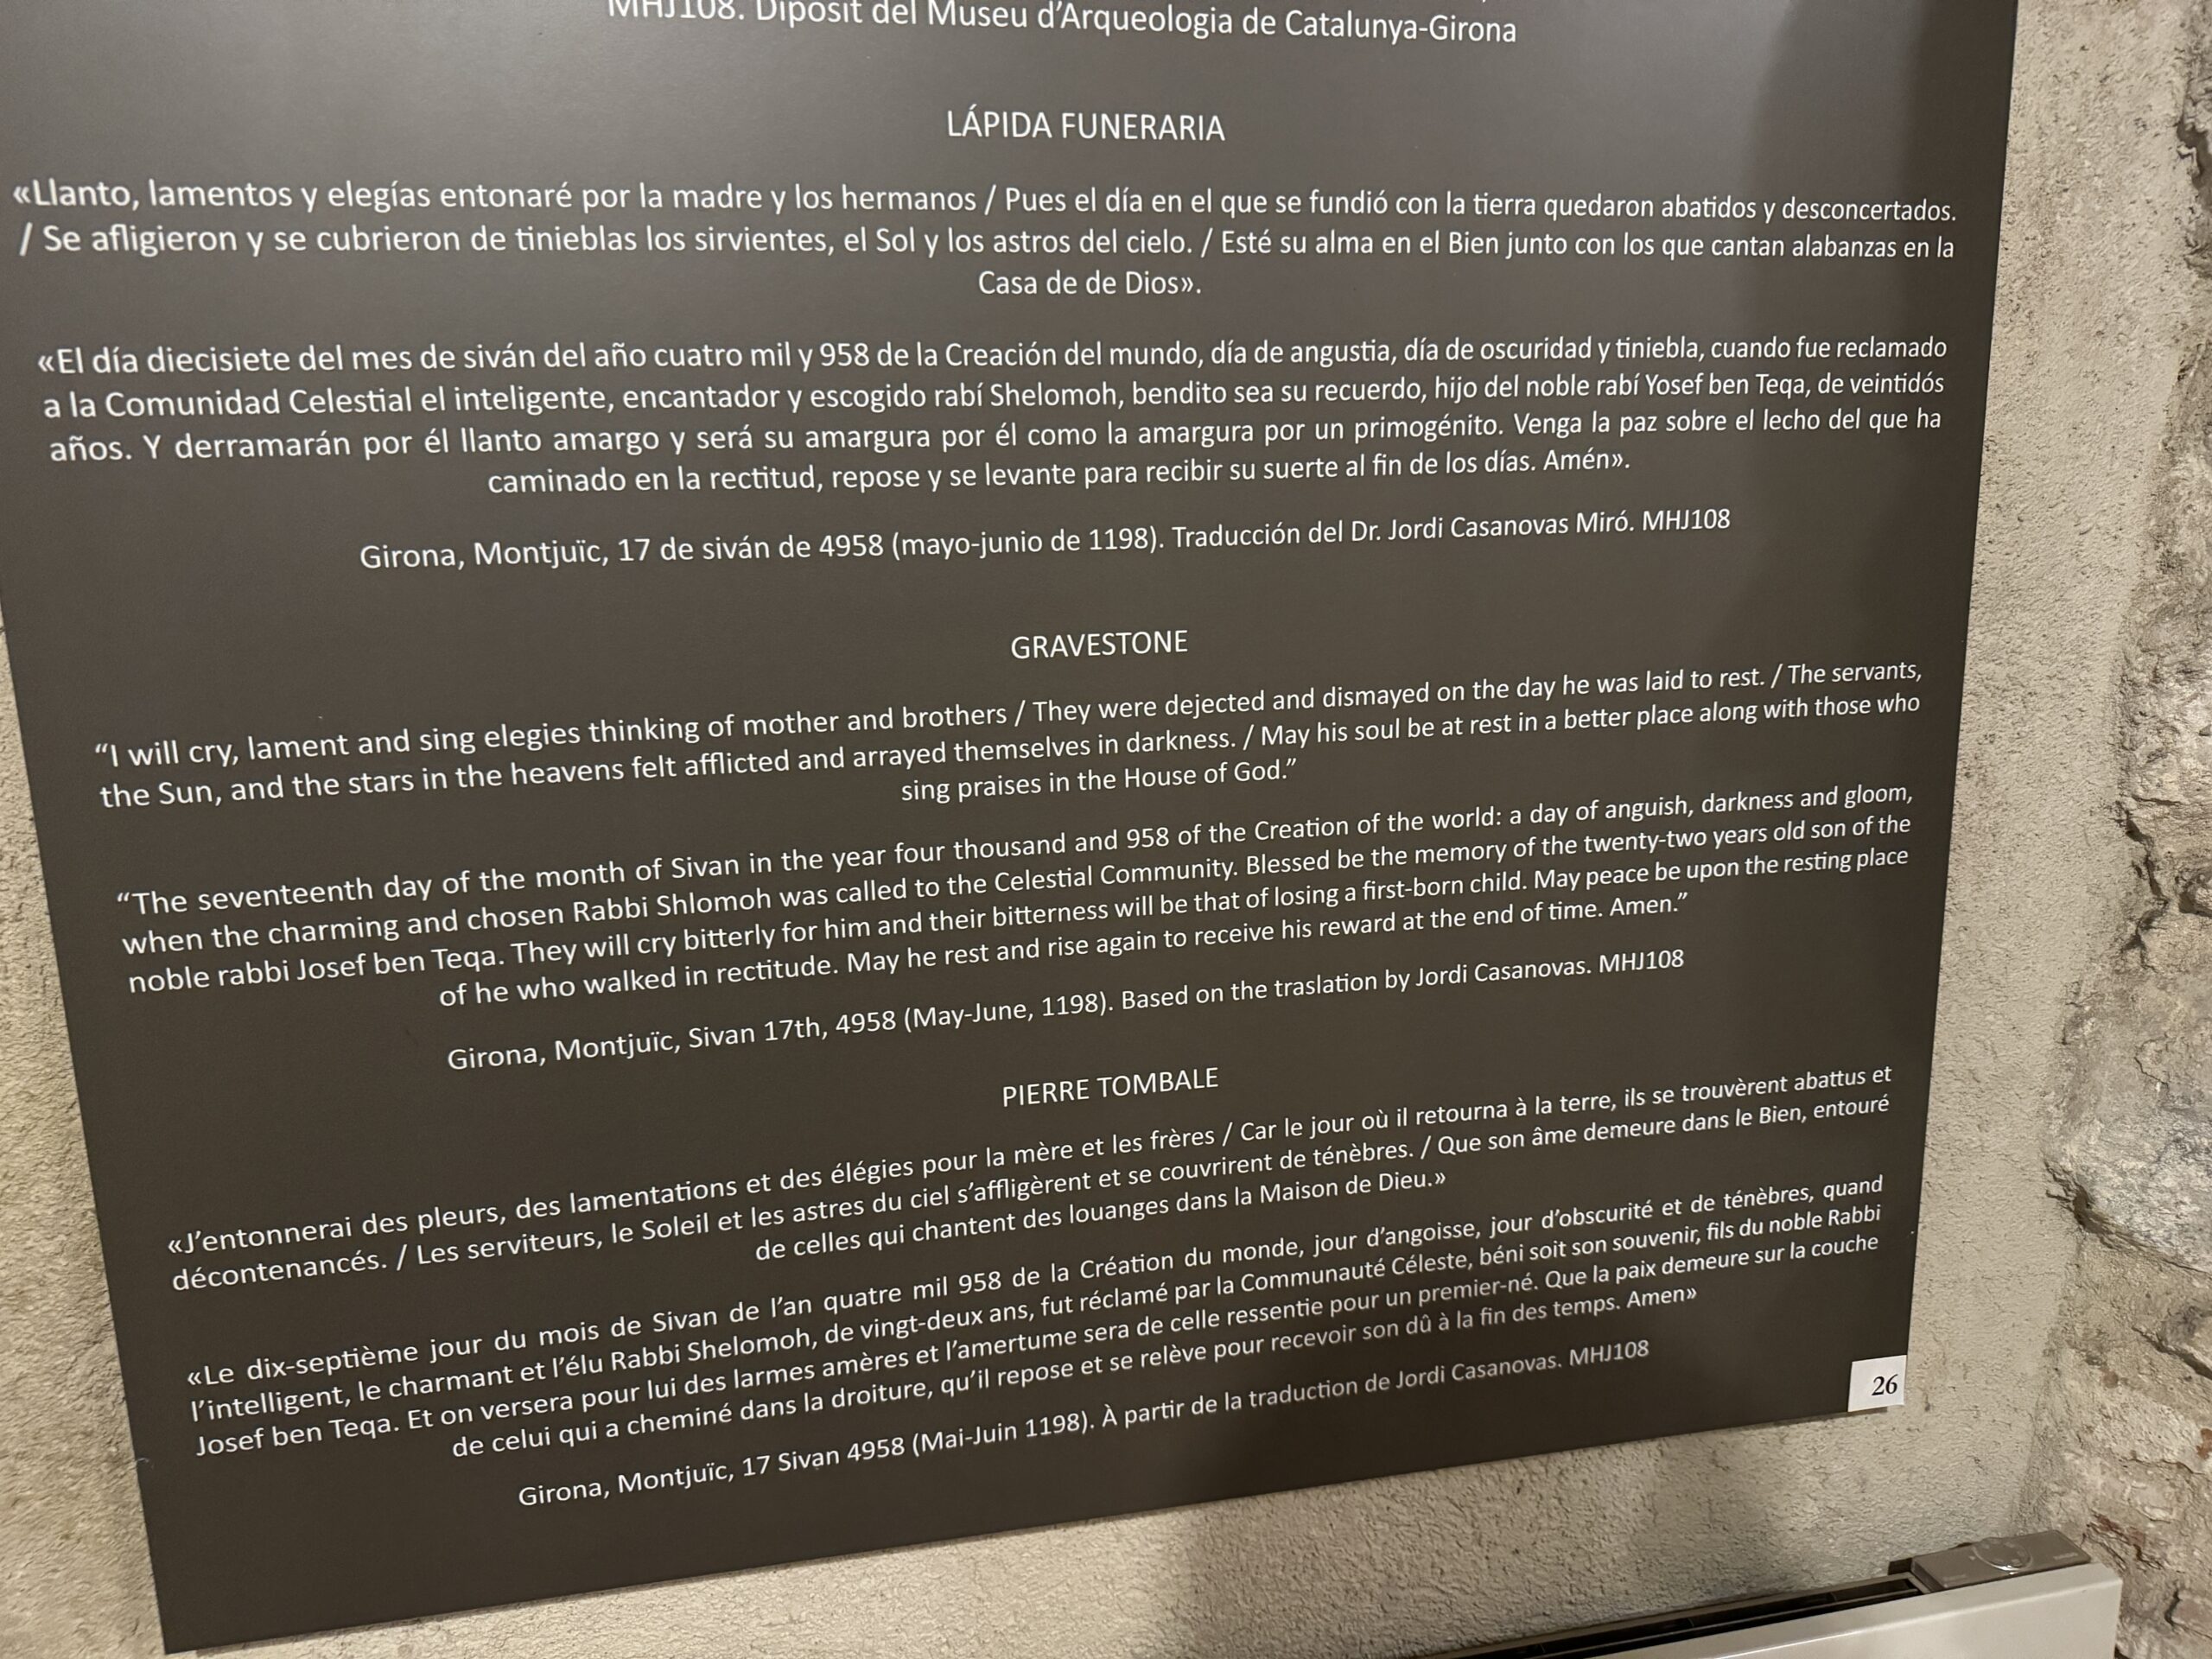 MHJ108. Dipòsit del Museu d'Arqueologia de Catalunya-Girona
LÁPIDA FUNERARIA
«Llanto, lamentos y elegías entonaré por la madre y los hermanos / Pues el día en el que se fundió con la tierra quedaron abatidos y desconcertados.
/ Se afligieron y se cubrieron de tinieblas los sirvientes, el Sol y los astros del cielo. / Esté su alma en el Bien junto con los que cantan alabanzas en la
Casa de de Dios».
«El día diecisiete del mes de siván del año cuatro mil y 958 de la Creación del mundo, día de angustia, día de oscuridad y tiniebla, cuando fue reclamado
a la Comunidad Celestial el inteligente, encantador y escogido rabí Shelomoh, bendito sea su recuerdo, hijo del noble rabí Yosef ben Teqa, de veintidós
años. Y derramarán por él llanto amargo y será su amargura por él como la amargura por un primogénito. Venga la paz sobre el lecho del que ha
caminado en la rectitud, repose y se levante para recibir su suerte al fin de los días. Amén».
Girona, Montjuïc, 17 de siván de 4958 (mayo-junio de 1198). Traducción del Dr. Jordi Casanovas Miró. MHJ108
GRAVESTONE
“I will cry, lament and sing elegies thinking of mother and brothers / They were dejected and dismayed on the day he was laid to rest. / The servants,
the Sun, and the stars in the heavens felt afflicted and arrayed themselves in darkness. / May his soul be at rest in a better place along with those who
sing praises in the House of God.”
“The seventeenth day of the month of Sivan in the year four thousand and 958 of the Creation of the world: a day of anguish, darkness and gloom,
when the charming and chosen Rabbi Shlomoh was called to the Celestial Community. Blessed be the memory of the twenty-two years old son of the
noble rabbi Josef ben Teqa. They will cry bitterly for him and their bitterness will be that of losing a first-born child. May peace be upon the resting place
of he who walked in rectitude. May he rest and rise again to receive his reward at the end of time. Amen.”
Girona, Montjuïc, Sivan 17th, 4958 (May-June, 1198). Based on the traslation by Jordi Casanovas. MHJ108
PIERRE TOMBALE
«J'entonnerai des pleurs, des lamentations et des élégies pour la mère et les frères / Car le jour où il retourna à la terre, ils se trouvèrent abattus et
décontenancés. / Les serviteurs, le Soleil et les astres du ciel s'affligèrent et se couvrirent de ténèbres. / Que son âme demeure dans le Bien, entouré
de celles qui chantent des louanges dans la Maison de Dieu.»
«Le dix-septième jour du mois de Sivan de l'an quatre mil 958 de la Création du monde, jour d'angoisse, jour d'obscurité et de ténèbres, quand
l'intelligent, le charmant et l'élu Rabbi Shelomoh, de vingt-deux ans, fut réclamé par la Communauté Céleste, béni soit son souvenir, fils du noble Rabbi
Josef ben Teqa. Et on versera pour lui des larmes amères et l'amertume sera de celle ressentie pour un premier-né. Que la paix demeure sur la couche
de celui qui a cheminé dans la droiture, qu'il repose et se relève pour recevoir son dû à la fin des temps. Amen»
Girona, Montjuïc, 17 Sivan 4958 (Mai-Juin 1198). À partir de la traduction de Jordi Casanovas. MHJ108
26